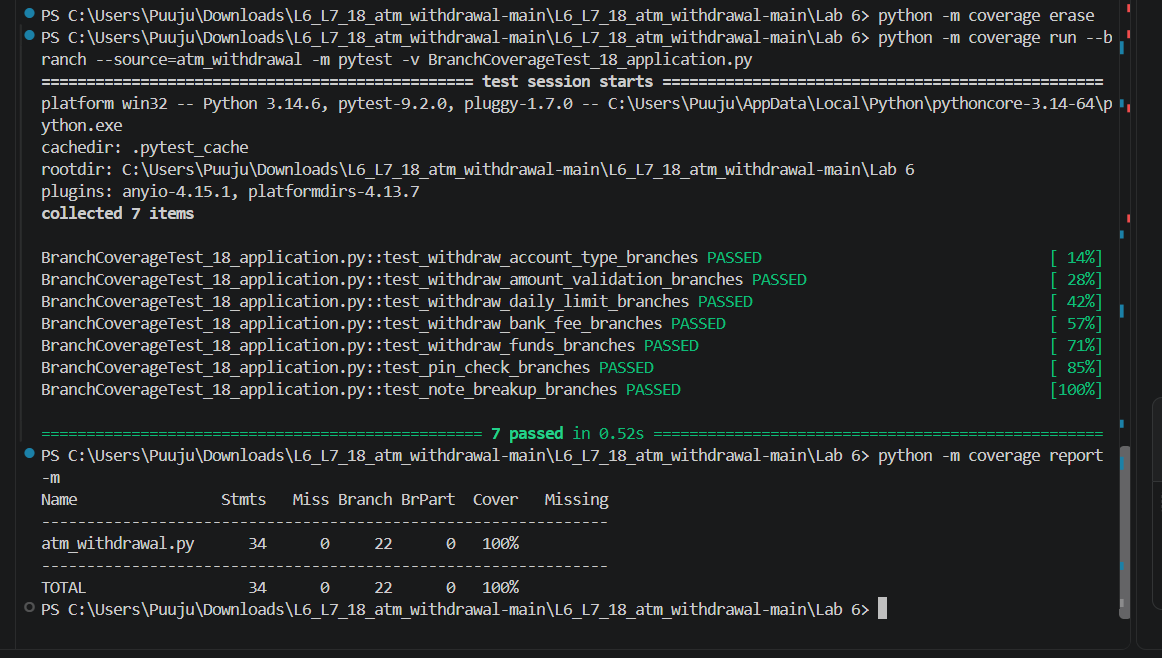 PS C:\Users\Puuju\Downloads\L6_L7_18_atm_withdrawal-main\L6_L7_18_atm_withdrawal-main\Lab 6> python -m coverage erase
PS C:\Users\Puuju\Downloads\L6_L7_18_atm_withdrawal-main\L6_L7_18_atm_withdrawal-main\Lab 6> python -m coverage run --b
ranch --source=atm_withdrawal -m pytest -v BranchCoverageTest_18_application.py
================================================ test session starts =================================================
platform win32 -- Python 3.14.6, pytest-9.2.0, pluggy-1.7.0 -- C:\Users\Puuju\AppData\Local\Python\pythoncore-3.14-64\p
ython.exe
cachedir: .pytest_cache
rootdir: C:\Users\Puuju\Downloads\L6_L7_18_atm_withdrawal-main\L6_L7_18_atm_withdrawal-main\Lab 6
plugins: anyio-4.15.1, platformdirs-4.13.7
collected 7 items
BranchCoverageTest_18_application.py::test_withdraw_account_type_branches PASSED [ 14%]
BranchCoverageTest_18_application.py::test_withdraw_amount_validation_branches PASSED [ 28%]
BranchCoverageTest_18_application.py::test_withdraw_daily_limit_branches PASSED [ 42%]
BranchCoverageTest_18_application.py::test_withdraw_bank_fee_branches PASSED [ 57%]
BranchCoverageTest_18_application.py::test_withdraw_funds_branches PASSED [ 71%]
BranchCoverageTest_18_application.py::test_pin_check_branches PASSED [ 85%]
BranchCoverageTest_18_application.py::test_note_breakup_branches PASSED [100%]
================================================= 7 passed in 0.52s ==================================================
PS C:\Users\Puuju\Downloads\L6_L7_18_atm_withdrawal-main\L6_L7_18_atm_withdrawal-main\Lab 6> python -m coverage report
-m
Name Stmts Miss Branch BrPart Cover Missing
---------------------------------------------------------------
atm_withdrawal.py 34 0 22 0 100%
---------------------------------------------------------------
TOTAL 34 0 22 0 100%
PS C:\Users\Puuju\Downloads\L6_L7_18_atm_withdrawal-main\L6_L7_18_atm_withdrawal-main\Lab 6>